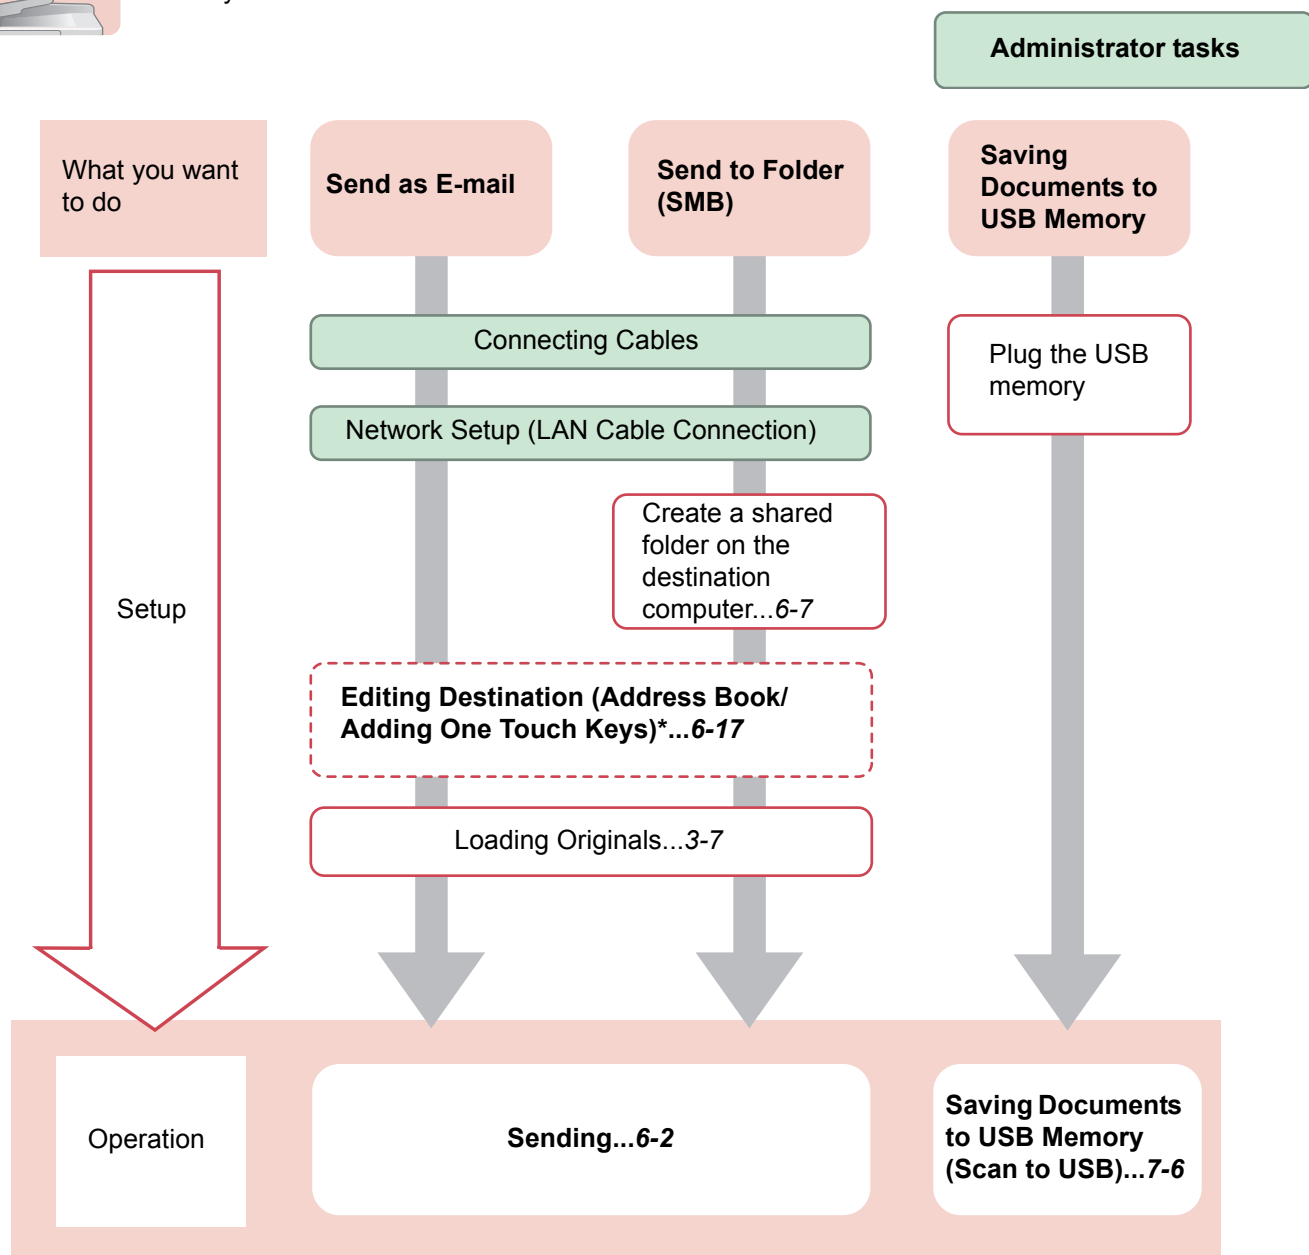 Administrator tasks
What you want
to do
Send as E-mail
Send to Folder
(SMB)
Saving
Documents to
USB Memory
Connecting Cables
Plug the USB
memory
Network Setup (LAN Cable Connection)
Create a shared
folder on the
destination
computer...6-7
Setup
Editing Destination (Address Book/
Adding One Touch Keys)*...6-17
Loading Originals...3-7
Operation
Sending...6-2
Saving Documents
to USB Memory
(Scan to USB)...7-6